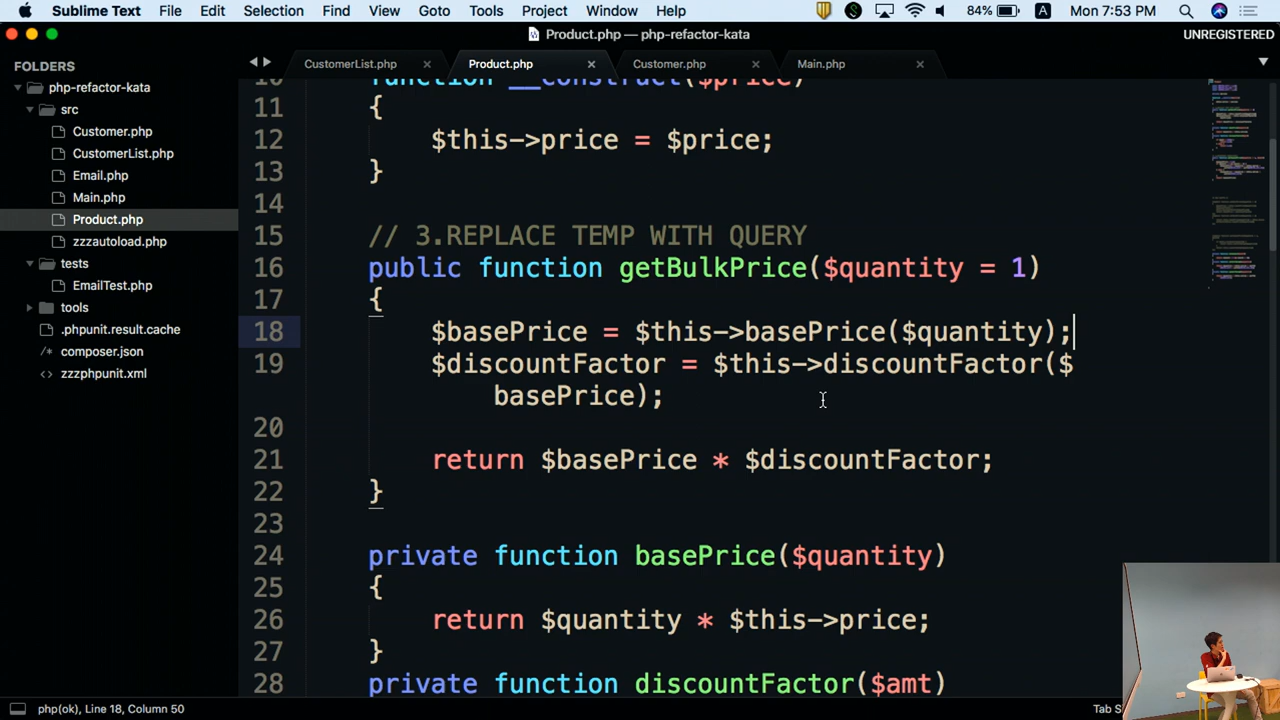 Sublime Text File Edit Selection Find View Goto Tools Project Window Help 84% A Mon 7:53 PM
Product.php — php-refactor-kata UNREGISTERED
FOLDERS
php-refactor-kata
src
Customer.php
CustomerList.php
Email.php
Main.php
Product.php
zzzautoload.php
tests
EmailTest.php
tools
.phpunit.result.cache
composer.json
zzzphpunit.xml
CustomerList.php Product.php Customer.php Main.php
10 function __construct($price)
11 {
12 $this->price = $price;
13 }
14
15 // 3.REPLACE TEMP WITH QUERY
16 public function getBulkPrice($quantity = 1)
17 {
18 $basePrice = $this->basePrice($quantity);
19 $discountFactor = $this->discountFactor($
basePrice);
20
21 return $basePrice * $discountFactor;
22 }
23
24 private function basePrice($quantity)
25 {
26 return $quantity * $this->price;
27 }
28 private function discountFactor($amt)
php(ok), Line 18, Column 50 Tab S